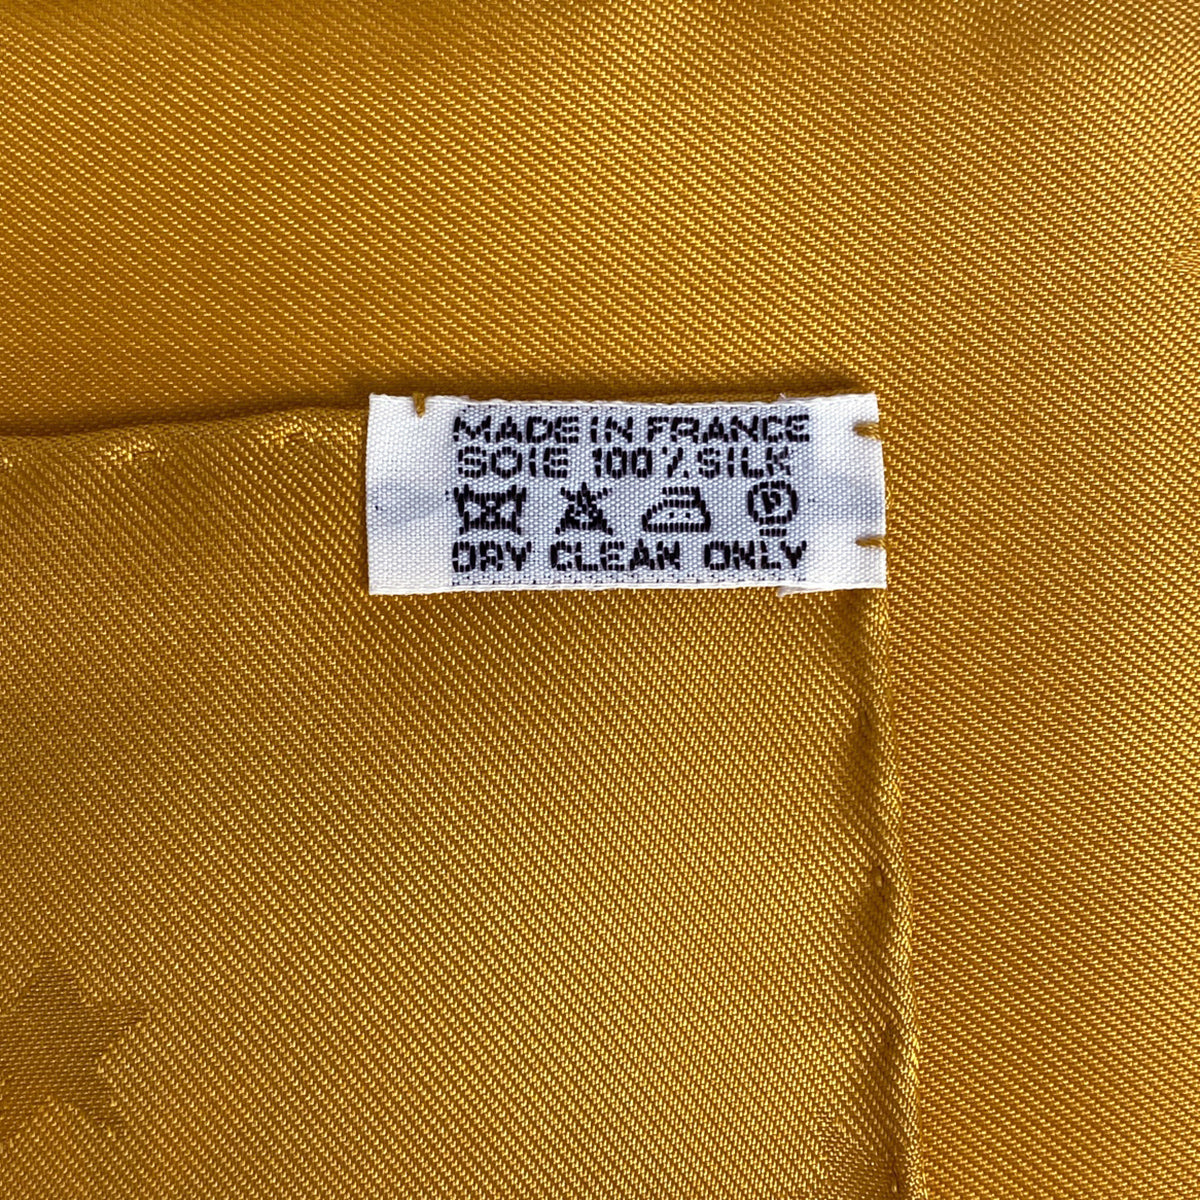 MADE IN FRANCE
SOIE 100% SILK
P
DRY CLEAN ONLY